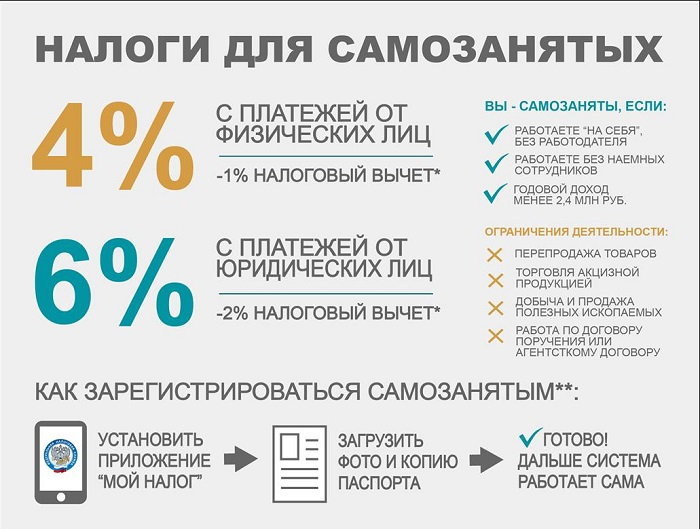 НАЛОГИ ДЛЯ САМОЗАНЯТЫХ
4%
С ПЛАТЕЖЕЙ ОТ
ФИЗИЧЕСКИХ ЛИЦ
-1% НАЛОГОВЫЙ ВЫЧЕТ*
6%
С ПЛАТЕЖЕЙ ОТ
ЮРИДИЧЕСКИХ ЛИЦ
-2% НАЛОГОВЫЙ ВЫЧЕТ*
ВЫ - САМОЗАНЯТЫ, ЕСЛИ:
РАБОТАЕТЕ “НА СЕБЯ”,
БЕЗ РАБОТОДАТЕЛЯ
РАБОТАЕТЕ БЕЗ НАЕМНЫХ
СОТРУДНИКОВ
ГОДОВОЙ ДОХОД
МЕНЕЕ 2,4 МЛН РУБ.
ОГРАНИЧЕНИЯ ДЕЯТЕЛЬНОСТИ:
ПЕРЕПРОДАЖА ТОВАРОВ
ТОРГОВЛЯ АКЦИЗНОЙ
ПРОДУКЦИЕЙ
ДОБЫЧА И ПРОДАЖА
ПОЛЕЗНЫХ ИСКОПАЕМЫХ
РАБОТА ПО ДОГОВОРУ
ПОРУЧЕНИЯ ИЛИ
АГЕНТСТКОМУ ДОГОВОРУ
КАК ЗАРЕГИСТРИРОВАТЬСЯ САМОЗАНЯТЫМ**:
УСТАНОВИТЬ
ПРИЛОЖЕНИЕ
“МОЙ НАЛОГ”
ЗАГРУЗИТЬ
ФОТО И КОПИЮ
ПАСПОРТА
ГОТОВО!
ДАЛЬШЕ СИСТЕМА
РАБОТАЕТ САМА